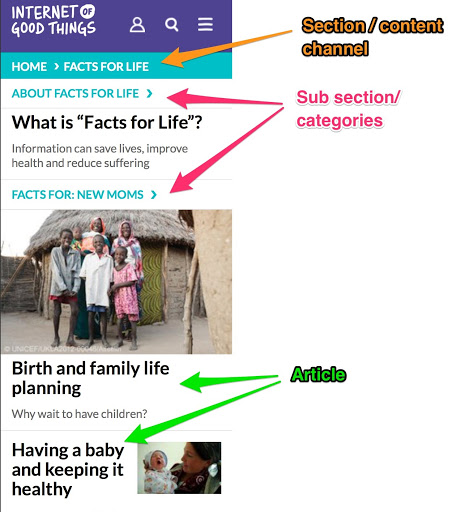 INTERNET OF
GOOD THINGS
Section / content
channel
HOME > FACTS FOR LIFE
ABOUT FACTS FOR LIFE >
Sub section/
categories
What is “Facts for Life”?
Information can save lives, improve
health and reduce suffering
FACTS FOR: NEW MOMS >
© UNICEF/UKLA2012-00
Birth and family life
planning
Article
Why wait to have children?
Having a baby
and keeping it
healthy